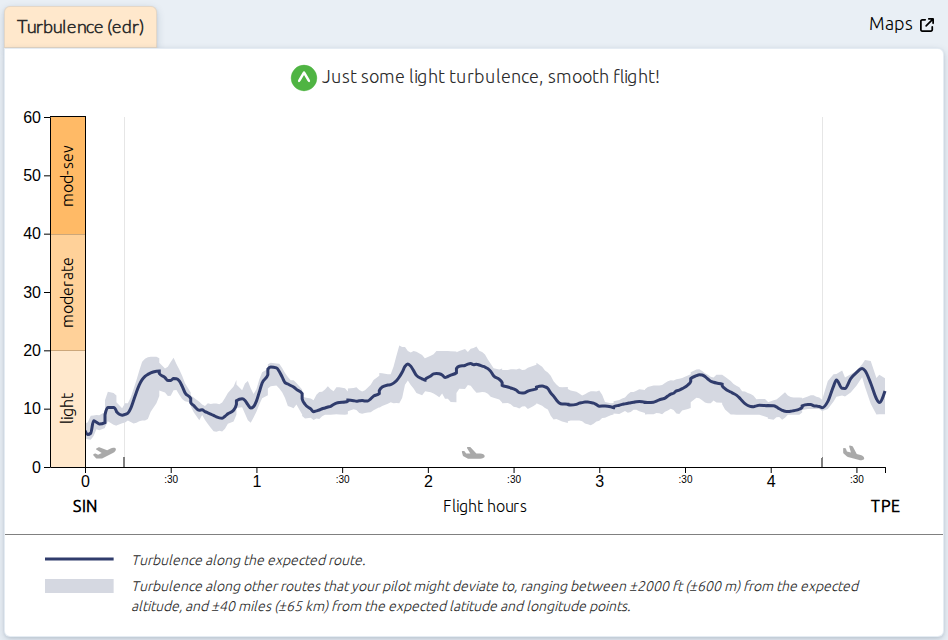 Turbulence (edr)
Maps
Just some light turbulence, smooth flight!
60
50
40
30
20
10
0
mod-sev
moderate
light
0 :30 1 :30 2 :30 3 :30 4 :30
SIN Flight hours TPE
Turbulence along the expected route.
Turbulence along other routes that your pilot might deviate to, ranging between ±2000 ft (±600 m) from the expected
altitude, and ±40 miles (±65 km) from the expected latitude and longitude points.